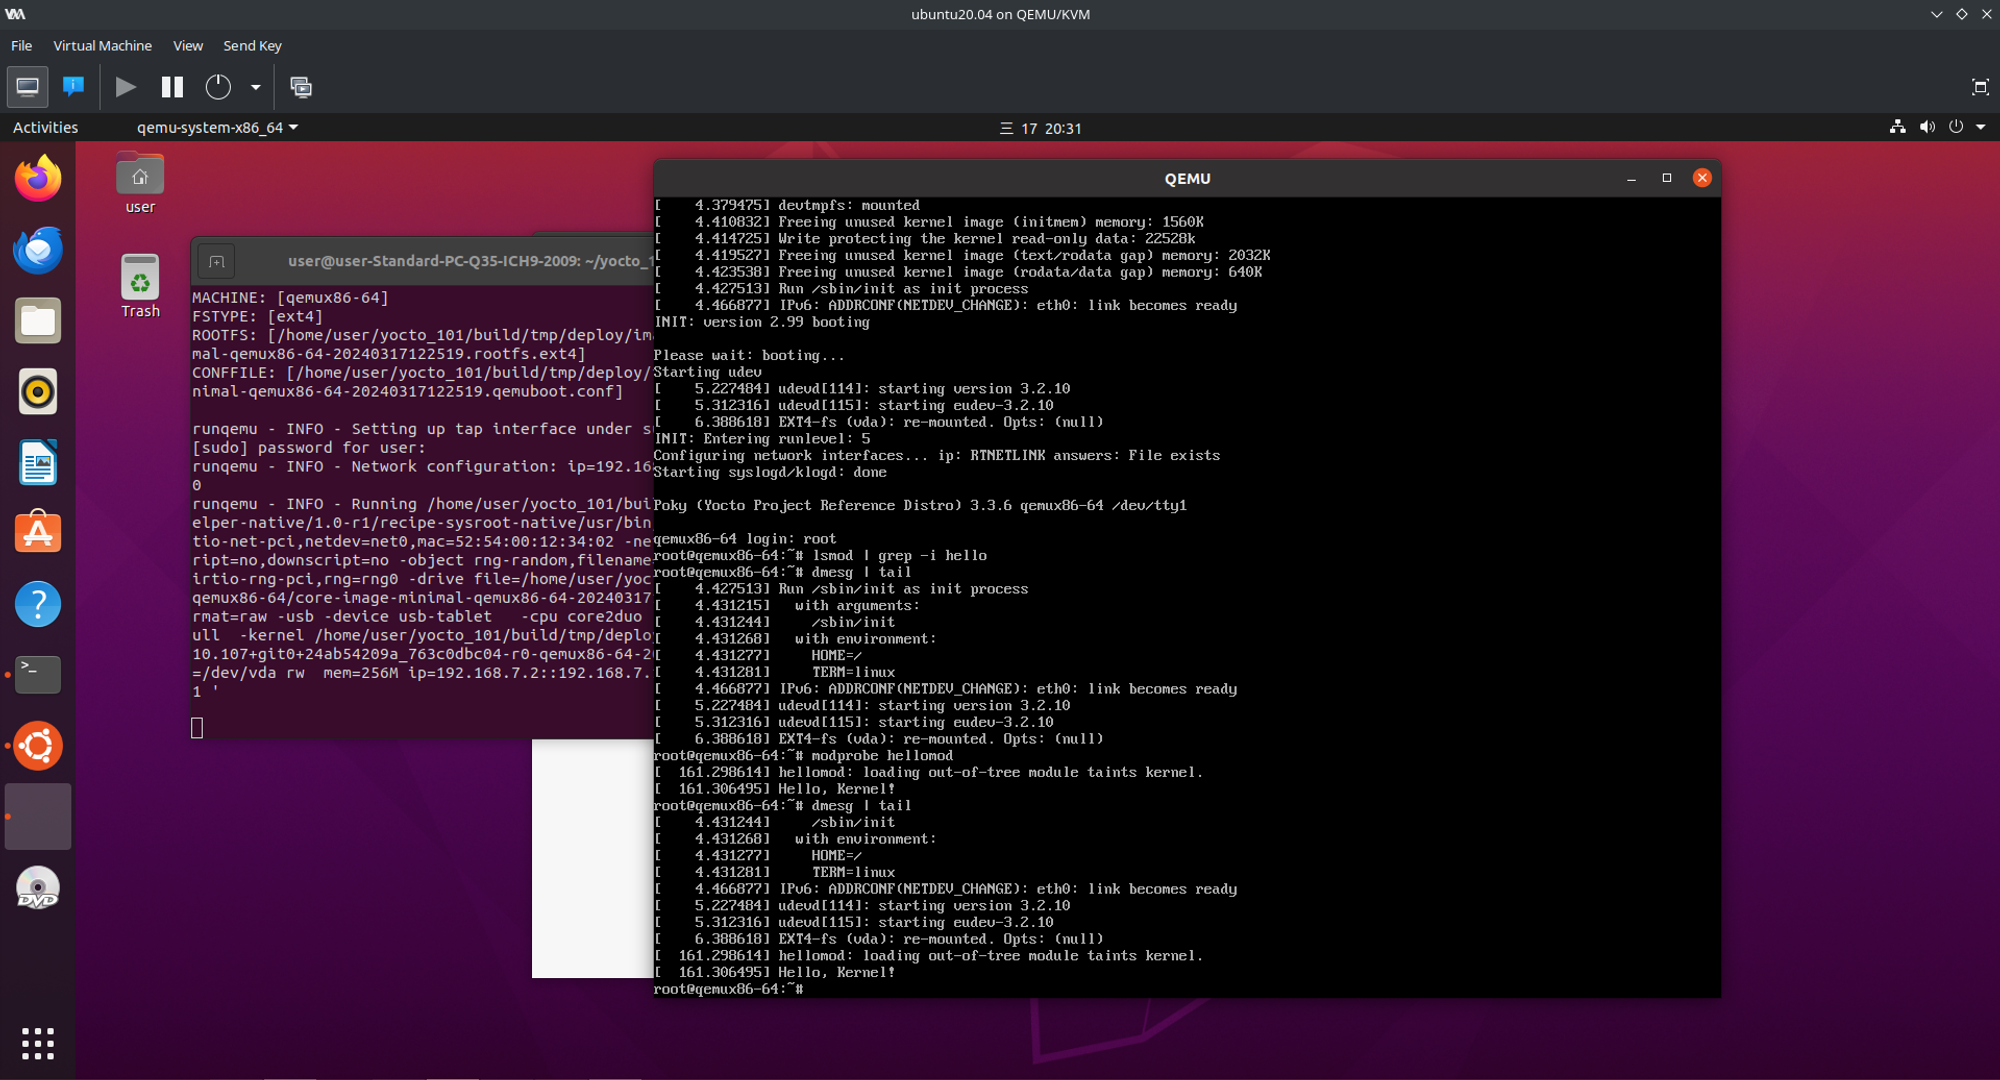 ubuntu20.04 on QEMU/KVM
File Virtual Machine View Send Key
Activities qemu-system-x86_64 三 17 20:31
user
Trash
user@user-Standard-PC-Q35-ICH9-2009: ~/yocto_1
MACHINE: [qemux86-64]
FSTYPE: [ext4]
ROOTFS: [/home/user/yocto_101/build/tmp/deploy/im
mal-qemux86-64-20240317122519.rootfs.ext4]
CONFFILE: [/home/user/yocto_101/build/tmp/deploy/
nimal-qemux86-64-20240317122519.qemuboot.conf]
runqemu - INFO - Setting up tap interface under s
[sudo] password for user:
runqemu - INFO - Network configuration: ip=192.16
0
runqemu - INFO - Running /home/user/yocto_101/bui
elper-native/1.0-r1/recipe-sysroot-native/usr/bin
tio-net-pci,netdev=net0,mac=52:54:00:12:34:02 -ne
ript=no,downscript=no -object rng-random,filename
irtio-rng-pci,rng=rng0 -drive file=/home/user/yoc
qemux86-64/core-image-minimal-qemux86-64-20240317
rmat=raw -usb -device usb-tablet   -cpu core2duo
ull  -kernel /home/user/yocto_101/build/tmp/deplo
10.107+git0+24ab54209a_763c0dbc04-r0-qemux86-64-2
=/dev/vda rw  mem=256M ip=192.168.7.2::192.168.7.
1 '
QEMU
[    4.379475] devtmpfs: mounted
[    4.410832] Freeing unused kernel image (initmem) memory: 1560K
[    4.414725] Write protecting the kernel read-only data: 22528k
[    4.419527] Freeing unused kernel image (text/rodata gap) memory: 2032K
[    4.423538] Freeing unused kernel image (rodata/data gap) memory: 640K
[    4.427513] Run /sbin/init as init process
[    4.466877] IPv6: ADDRCONF(NETDEV_CHANGE): eth0: link becomes ready
INIT: version 2.99 booting
Please wait: booting...
Starting udev
[    5.227484] udevd[114]: starting version 3.2.10
[    5.312316] udevd[115]: starting eudev-3.2.10
[    6.388618] EXT4-fs (vda): re-mounted. Opts: (null)
INIT: Entering runlevel: 5
Configuring network interfaces... ip: RTNETLINK answers: File exists
Starting syslogd/klogd: done
Poky (Yocto Project Reference Distro) 3.3.6 qemux86-64 /dev/tty1
qemux86-64 login: root
root@qemux86-64:~# lsmod | grep -i hello
root@qemux86-64:~# dmesg | tail
[    4.427513] Run /sbin/init as init process
[    4.431215]   with arguments:
[    4.431244]     /sbin/init
[    4.431268]   with environment:
[    4.431277]     HOME=/
[    4.431281]     TERM=linux
[    4.466877] IPv6: ADDRCONF(NETDEV_CHANGE): eth0: link becomes ready
[    5.227484] udevd[114]: starting version 3.2.10
[    5.312316] udevd[115]: starting eudev-3.2.10
[    6.388618] EXT4-fs (vda): re-mounted. Opts: (null)
root@qemux86-64:~# modprobe hellomod
[  161.298614] hellomod: loading out-of-tree module taints kernel.
[  161.306495] Hello, Kernel!
root@qemux86-64:~# dmesg | tail
[    4.431244]     /sbin/init
[    4.431268]   with environment:
[    4.431277]     HOME=/
[    4.431281]     TERM=linux
[    4.466877] IPv6: ADDRCONF(NETDEV_CHANGE): eth0: link becomes ready
[    5.227484] udevd[114]: starting version 3.2.10
[    5.312316] udevd[115]: starting eudev-3.2.10
[    6.388618] EXT4-fs (vda): re-mounted. Opts: (null)
[  161.298614] hellomod: loading out-of-tree module taints kernel.
[  161.306495] Hello, Kernel!
root@qemux86-64:~#
DVD